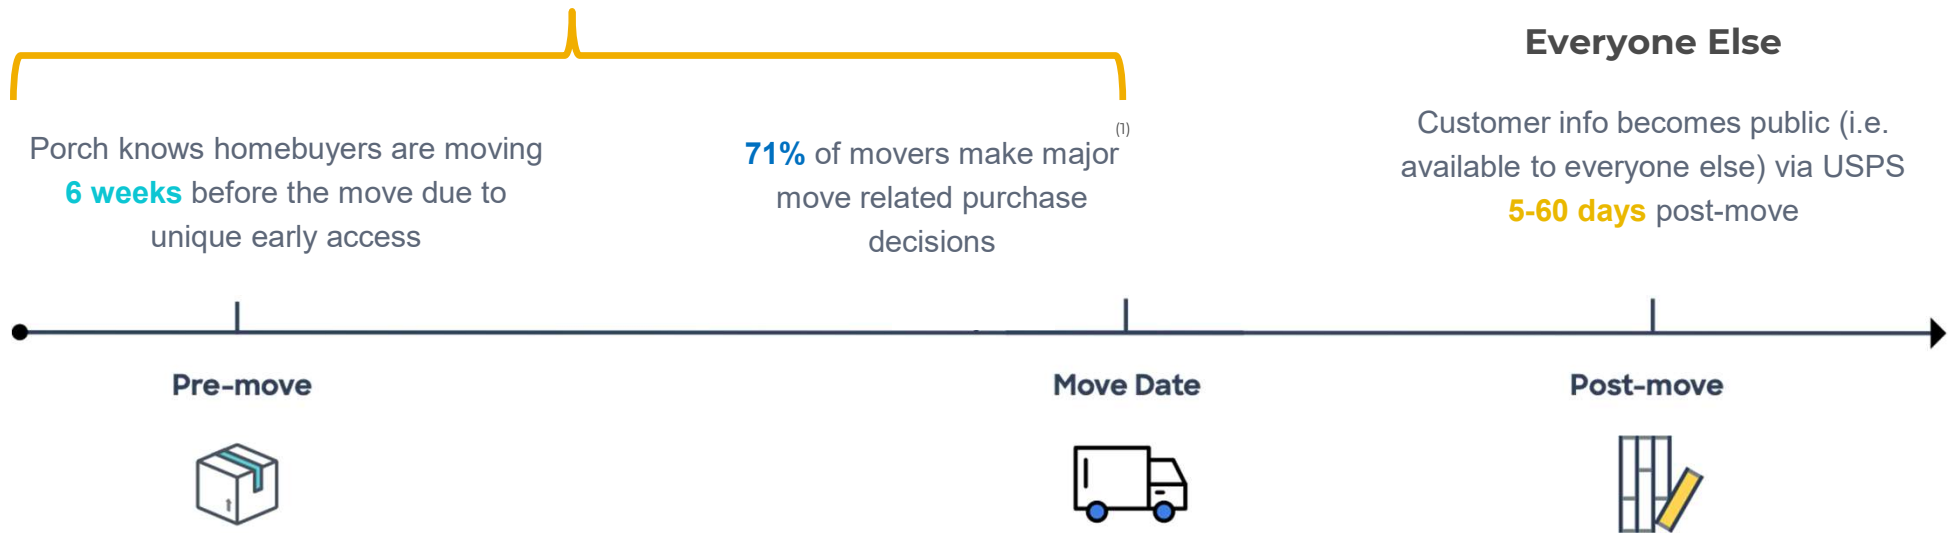 Everyone Else
Porch knows homebuyers are moving
6 weeks before the move due to
unique early access
71% of movers make major(1)
move related purchase
decisions
Customer info becomes public (i.e.
available to everyone else) via USPS
5-60 days post-move
Pre-move
Move Date
Post-move